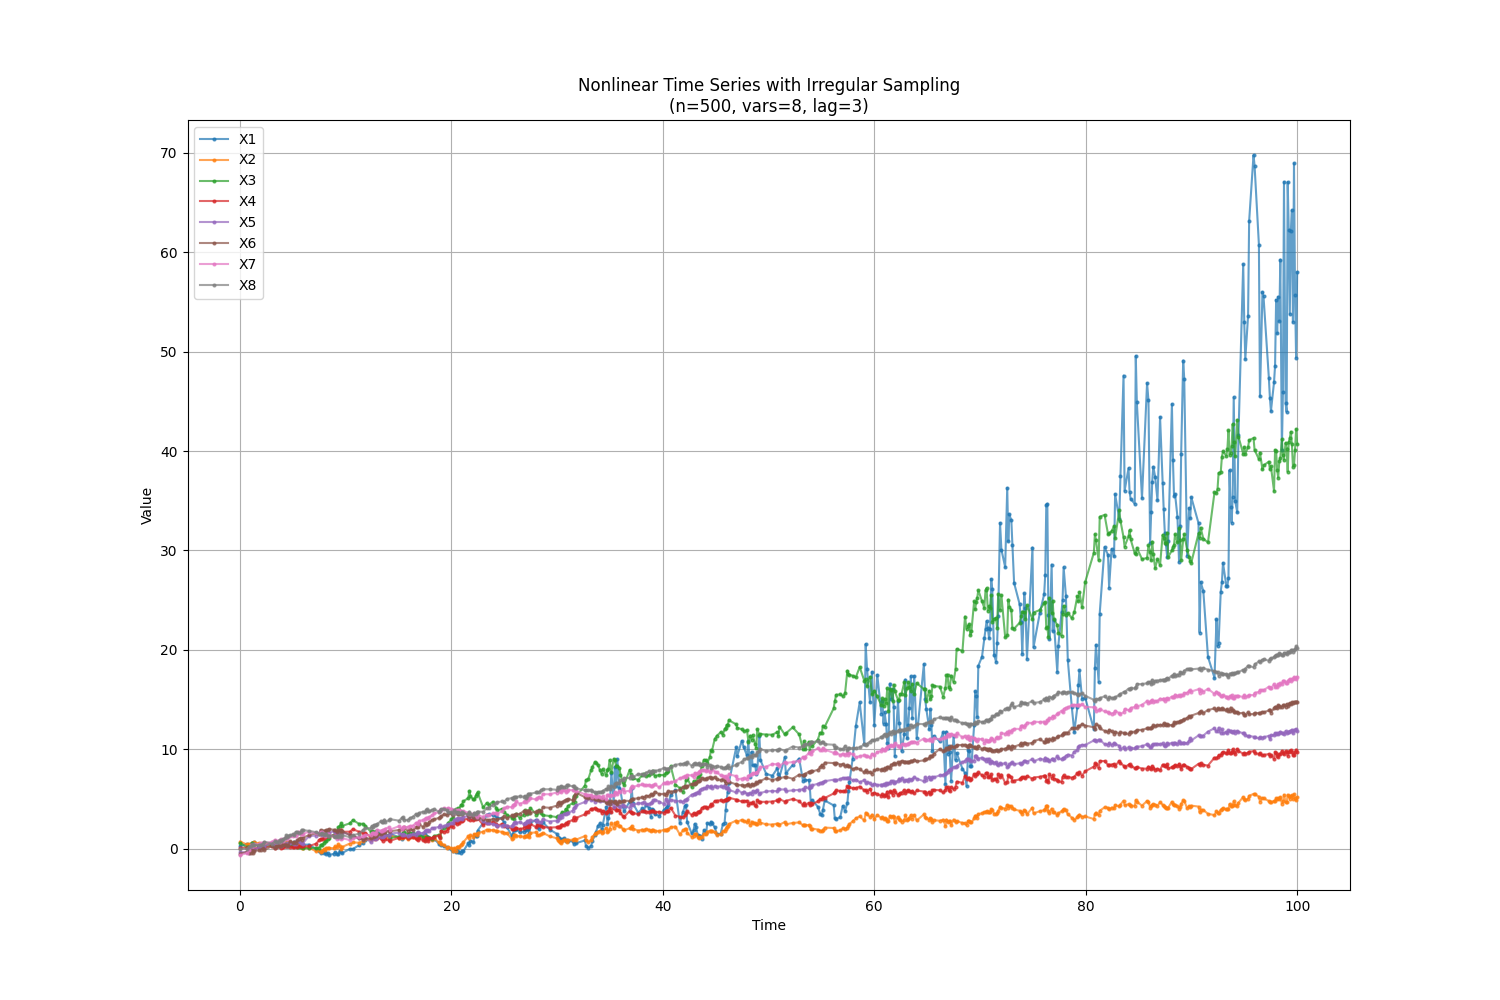 Nonlinear Time Series with Irregular Sampling
(n=500, vars=8, lag=3)
X1
X2
X3
X4
X5
X6
X7
X8
70
60
50
40
30
20
10
0
Value
0 20 40 60 80 100
Time